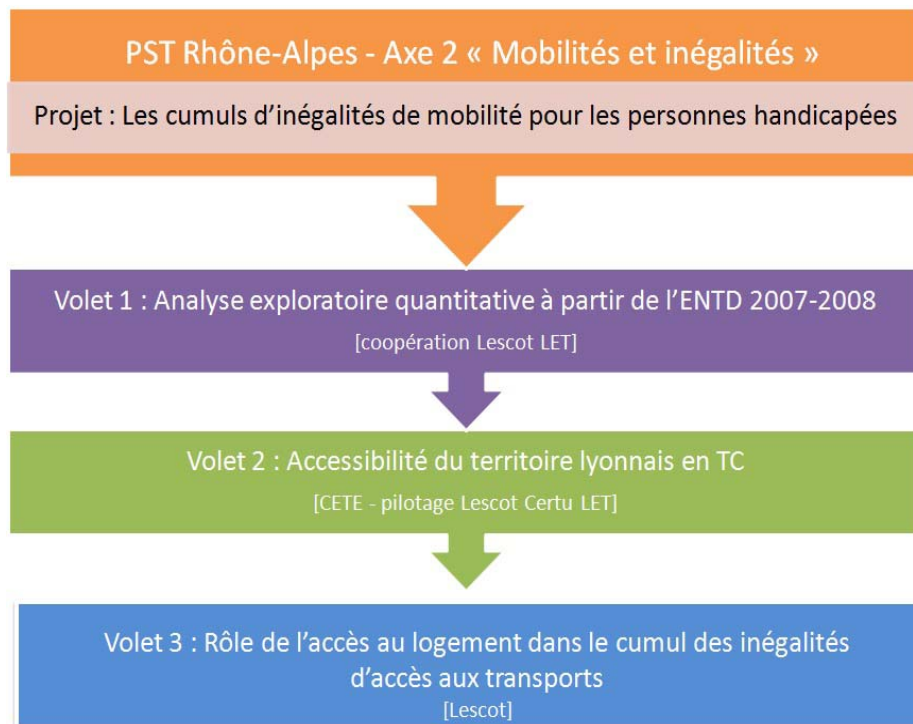 PST Rhône-Alpes - Axe 2 « Mobilités et inégalités »
Projet : Les cumuls d’inégalités de mobilité pour les personnes handicapées
Volet 1 : Analyse exploratoire quantitative à partir de l’ENTD 2007-2008
[coopération Lescot LET]
Volet 2 : Accessibilité du territoire lyonnais en TC
[CETE - pilotage Lescot Certu LET]
Volet 3 : Rôle de l’accès au logement dans le cumul des inégalités
d’accès aux transports
[Lescot]